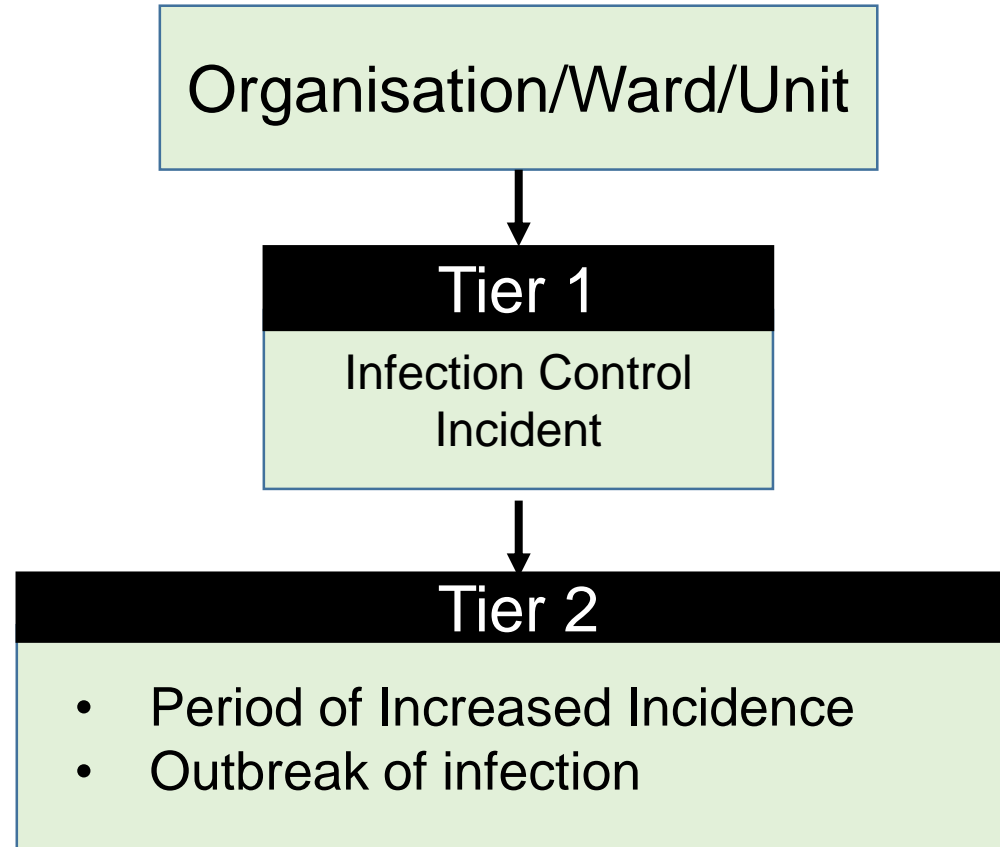 Organisation/Ward/Unit
Tier 1
Infection Control
Incident
Tier 2
• Period of Increased Incidence
• Outbreak of infection